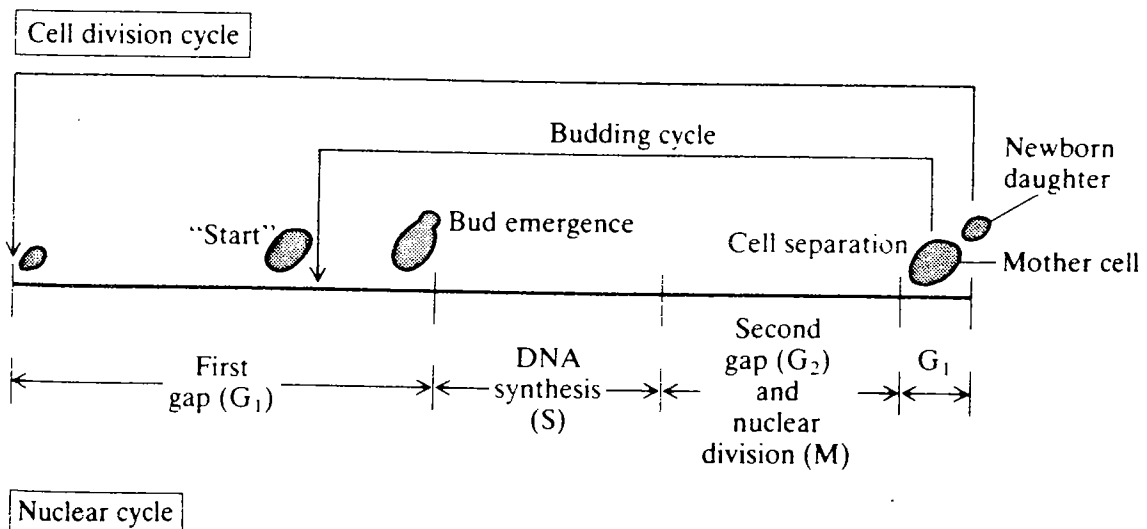 Cell division cycle
Budding cycle
Newborn
daughter
"Start"
Bud emergence
Cell separation
Mother cell
First
gap (G₁)
DNA
synthesis
(S)
Second
gap (G₂)
and
nuclear
division (M)
G₁
Nuclear cycle